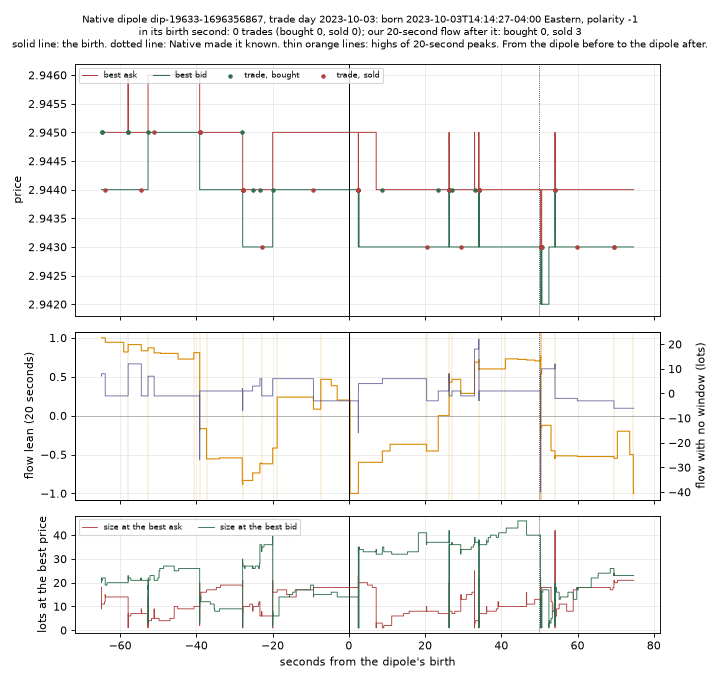 Native dipole dip-19633-1696356867, trade day 2023-10-03: born 2023-10-03T14:14:27-04:00 Eastern, polarity -1
in its birth second: 0 trades (bought 0, sold 0); our 20-second flow after it: bought 0, sold 3
solid line: the birth. dotted line: Native made it known. thin orange lines: highs of 20-second peaks. From the dipole before to the dipole after.
best ask best bid trade, bought trade, sold
price
2.9460
2.9455
2.9450
2.9445
2.9440
2.9435
2.9430
2.9425
2.9420
flow lean (20 seconds)
1.0
0.5
0.0
−0.5
−1.0
20
10
0
−10
−20
−30
−40
flow with no window (lots)
size at the best ask size at the best bid
lots at the best price
40
30
20
10
0
−60 −40 −20 0 20 40 60 80
seconds from the dipole's birth